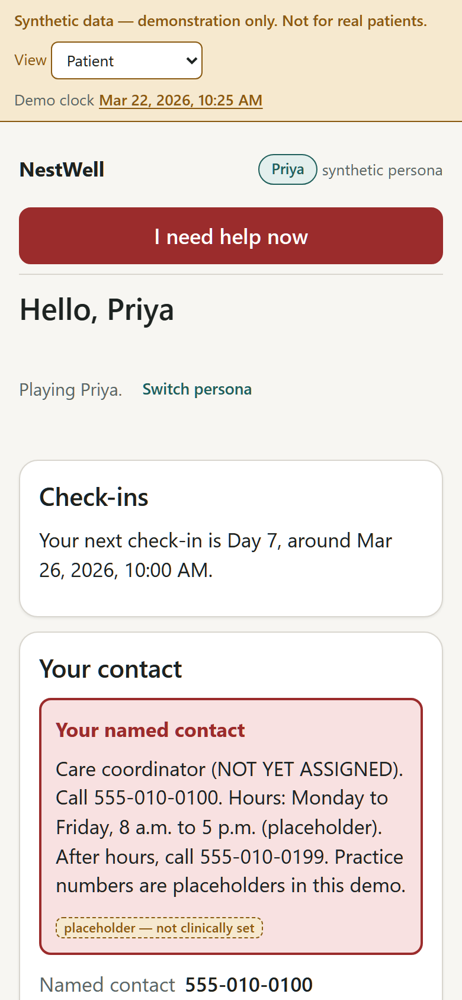 Synthetic data — demonstration only. Not for real patients.
View Patient
Demo clock Mar 22, 2026, 10:25 AM
NestWell Priya synthetic persona
I need help now
Hello, Priya
Playing Priya. Switch persona
Check-ins
Your next check-in is Day 7, around Mar
26, 2026, 10:00 AM.
Your contact
Your named contact
Care coordinator (NOT YET ASSIGNED).
Call 555-010-0100. Hours: Monday to
Friday, 8 a.m. to 5 p.m. (placeholder).
After hours, call 555-010-0199. Practice
numbers are placeholders in this demo.
placeholder — not clinically set
Named contact 555-010-0100